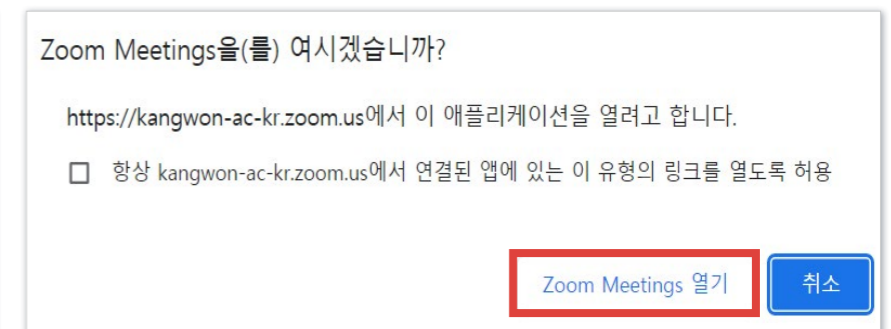 Zoom Meetings을(를) 여시겠습니까?
https://kangwon-ac-kr.zoom.us에서 이 애플리케이션을 열려고 합니다.
항상 kangwon-ac-kr.zoom.us에서 연결된 앱에 있는 이 유형의 링크를 열도록 허용
Zoom Meetings 열기 취소